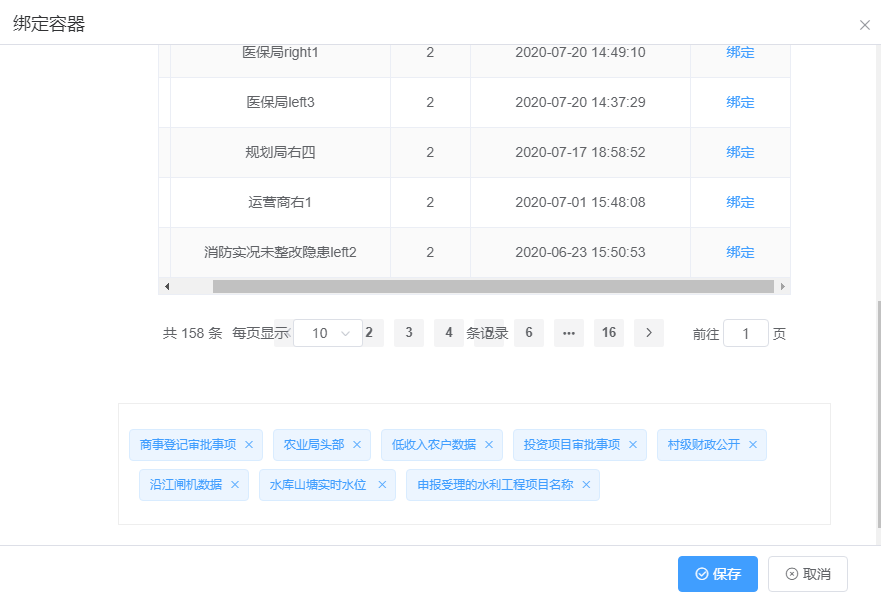 绑定容器
医保局right1 2 2020-07-20 14:49:10 绑定
医保局left3 2 2020-07-20 14:37:29 绑定
规划局右四 2 2020-07-17 18:58:52 绑定
运营商右1 2 2020-07-01 15:48:08 绑定
消防实况未整改隐患left2 2 2020-06-23 15:50:53 绑定
共 158 条 每页显示 10 2 3 4 条记录 6 ··· 16 前往 1 页
商事登记审批事项 农业局头部 低收入农户数据 投资项目审批事项 村级财政公开
沿江闸机数据 水库山塘实时水位 申报受理的水利工程项目名称
保存 取消